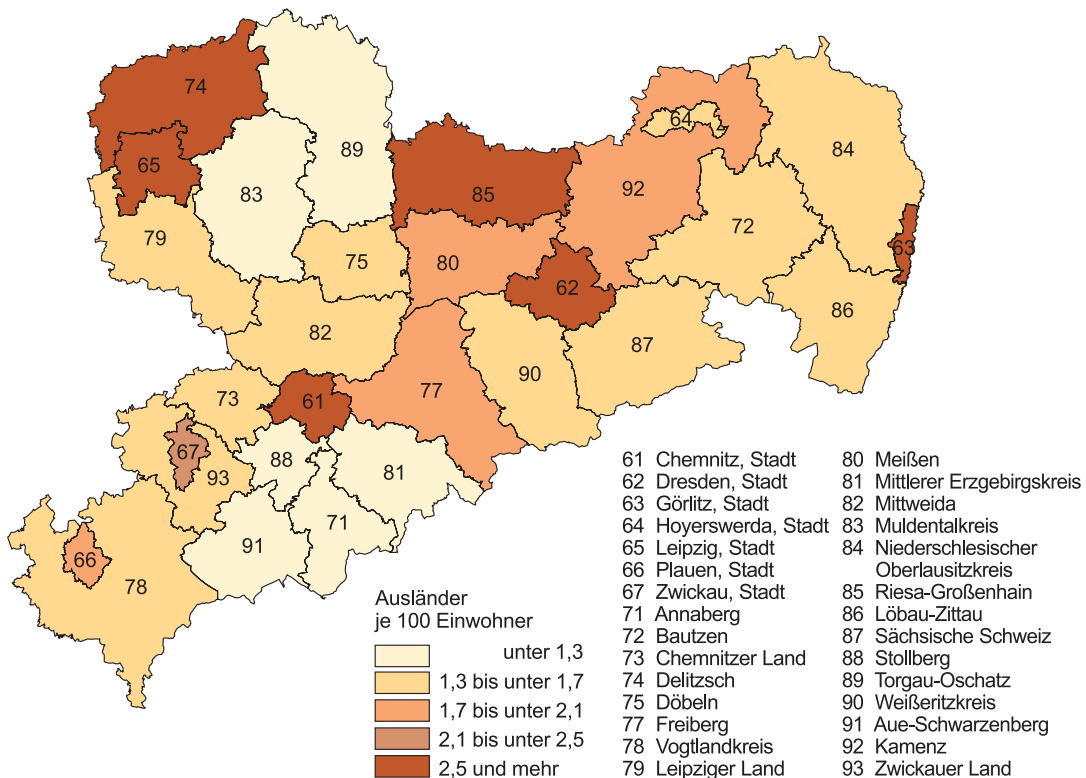 74
89
64
84
65
83
85
92
79
75
80
72
63
62
86
82
87
90
73
61
77
67
93
88
81
71
91
66
78
Ausländer
je 100 Einwohner
unter 1,3
1,3 bis unter 1,7
1,7 bis unter 2,1
2,1 bis unter 2,5
2,5 und mehr
61 Chemnitz, Stadt
62 Dresden, Stadt
63 Görlitz, Stadt
64 Hoyerswerda, Stadt
65 Leipzig, Stadt
66 Plauen, Stadt
67 Zwickau, Stadt
71 Annaberg
72 Bautzen
73 Chemnitzer Land
74 Delitzsch
75 Döbeln
77 Freiberg
78 Vogtlandkreis
79 Leipziger Land
80 Meißen
81 Mittlerer Erzgebirgskreis
82 Mittweida
83 Muldentalkreis
84 Niederschlesischer
Oberlausitzkreis
85 Riesa-Großenhain
86 Löbau-Zittau
87 Sächsische Schweiz
88 Stollberg
89 Torgau-Oschatz
90 Weißeritzkreis
91 Aue-Schwarzenberg
92 Kamenz
93 Zwickauer Land